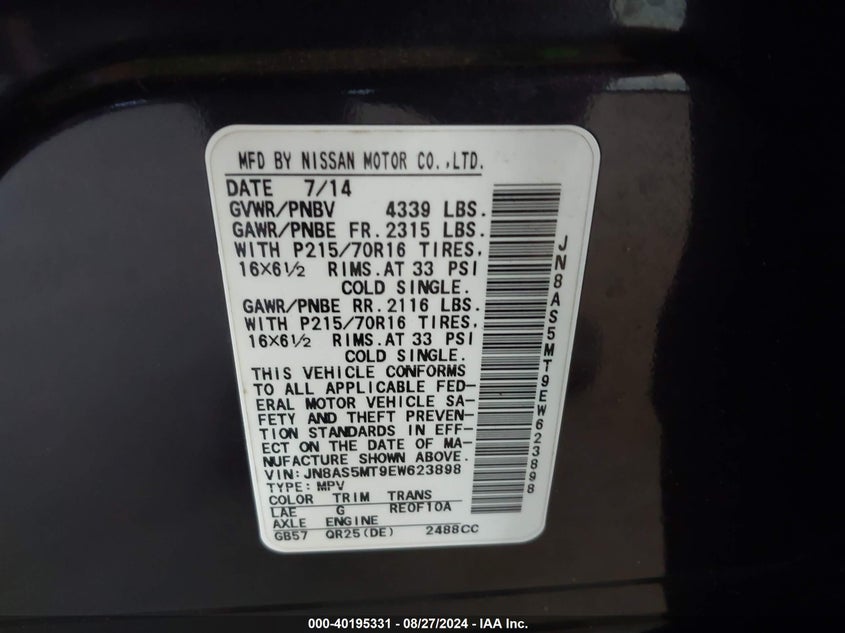 MFD BY NISSAN MOTOR CO.,LTD.
DATE 7/14
GVWR/PNBV 4339 LBS.
GAWR/PNBE FR. 2315 LBS.
WITH P215/70R16 TIRES,
16X6½ RIMS. AT 33 PSI
COLD SINGLE.
GAWR/PNBE RR. 2116 LBS.
WITH P215/70R16 TIRES,
16X6½ RIMS. AT 33 PSI
COLD SINGLE.
THIS VEHICLE CONFORMS
TO ALL APPLICABLE FED-
ERAL MOTOR VEHICLE SA-
FETY AND THEFT PREVEN-
TION STANDARDS IN EFF-
ECT ON THE DATE OF MA-
NUFACTURE SHOWN ABOVE.
VIN: JN8AS5MT9EW623898
TYPE: MPV
COLOR TRIM TRANS
LAE G RE0F10A
AXLE ENGINE
GB57 QR25(DE) 2488CC
JN8AS5MT9EW623898
000-40195331 - 08/27/2024 - IAA Inc.